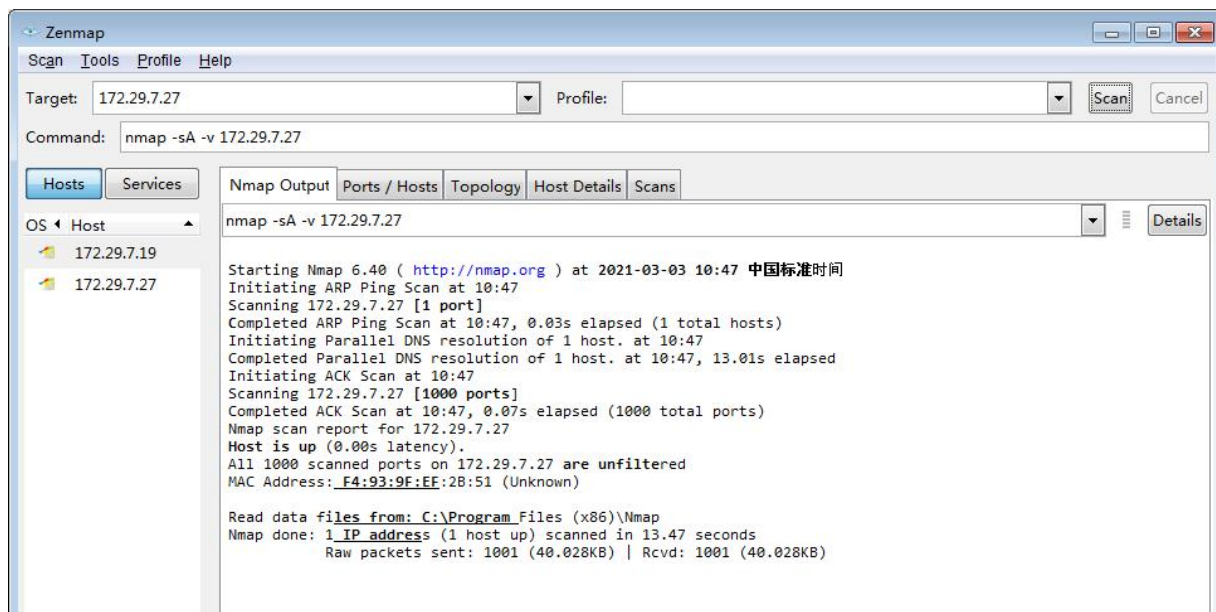 Zenmap
Scan Tools Profile Help
Target: 172.29.7.27 Profile: Scan Cancel
Command: nmap -sA -v 172.29.7.27
Hosts Services Nmap Output Ports / Hosts Topology Host Details Scans
OS Host nmap -sA -v 172.29.7.27 Details
172.29.7.19
172.29.7.27
Starting Nmap 6.40 ( http://nmap.org ) at 2021-03-03 10:47 中国标准时间
Initiating ARP Ping Scan at 10:47
Scanning 172.29.7.27 [1 port]
Completed ARP Ping Scan at 10:47, 0.03s elapsed (1 total hosts)
Initiating Parallel DNS resolution of 1 host. at 10:47
Completed Parallel DNS resolution of 1 host. at 10:47, 13.01s elapsed
Initiating ACK Scan at 10:47
Scanning 172.29.7.27 [1000 ports]
Completed ACK Scan at 10:47, 0.07s elapsed (1000 total ports)
Nmap scan report for 172.29.7.27
Host is up (0.00s latency).
All 1000 scanned ports on 172.29.7.27 are unfiltered
MAC Address: F4:93:9F:EF:2B:51 (Unknown)
Read data files from: C:\Program Files (x86)\Nmap
Nmap done: 1 IP address (1 host up) scanned in 13.47 seconds
Raw packets sent: 1001 (40.028KB) | Rcvd: 1001 (40.028KB)